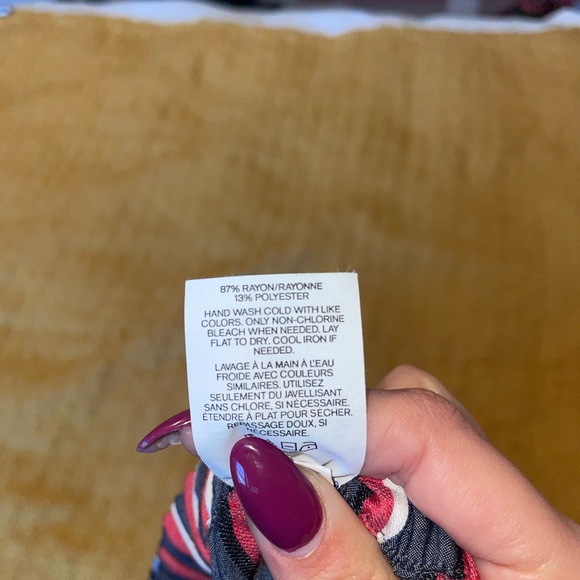 87% RAYON/RAYONNE
13% POLYESTER
HAND WASH COLD WITH LIKE
COLORS. ONLY NON-CHLORINE
BLEACH WHEN NEEDED. LAY
FLAT TO DRY. COOL IRON IF
NEEDED.
LAVAGE À LA MAIN À L'EAU
FROIDE AVEC COULEURS
SIMILAIRES. UTILISEZ
SEULEMENT DU JAVELLISANT
SANS CHLORE, SI NÉCESSAIRE.
ÉTENDRE À PLAT POUR SÉCHER.
REPASSAGE DOUX, SI
NÉCESSAIRE.